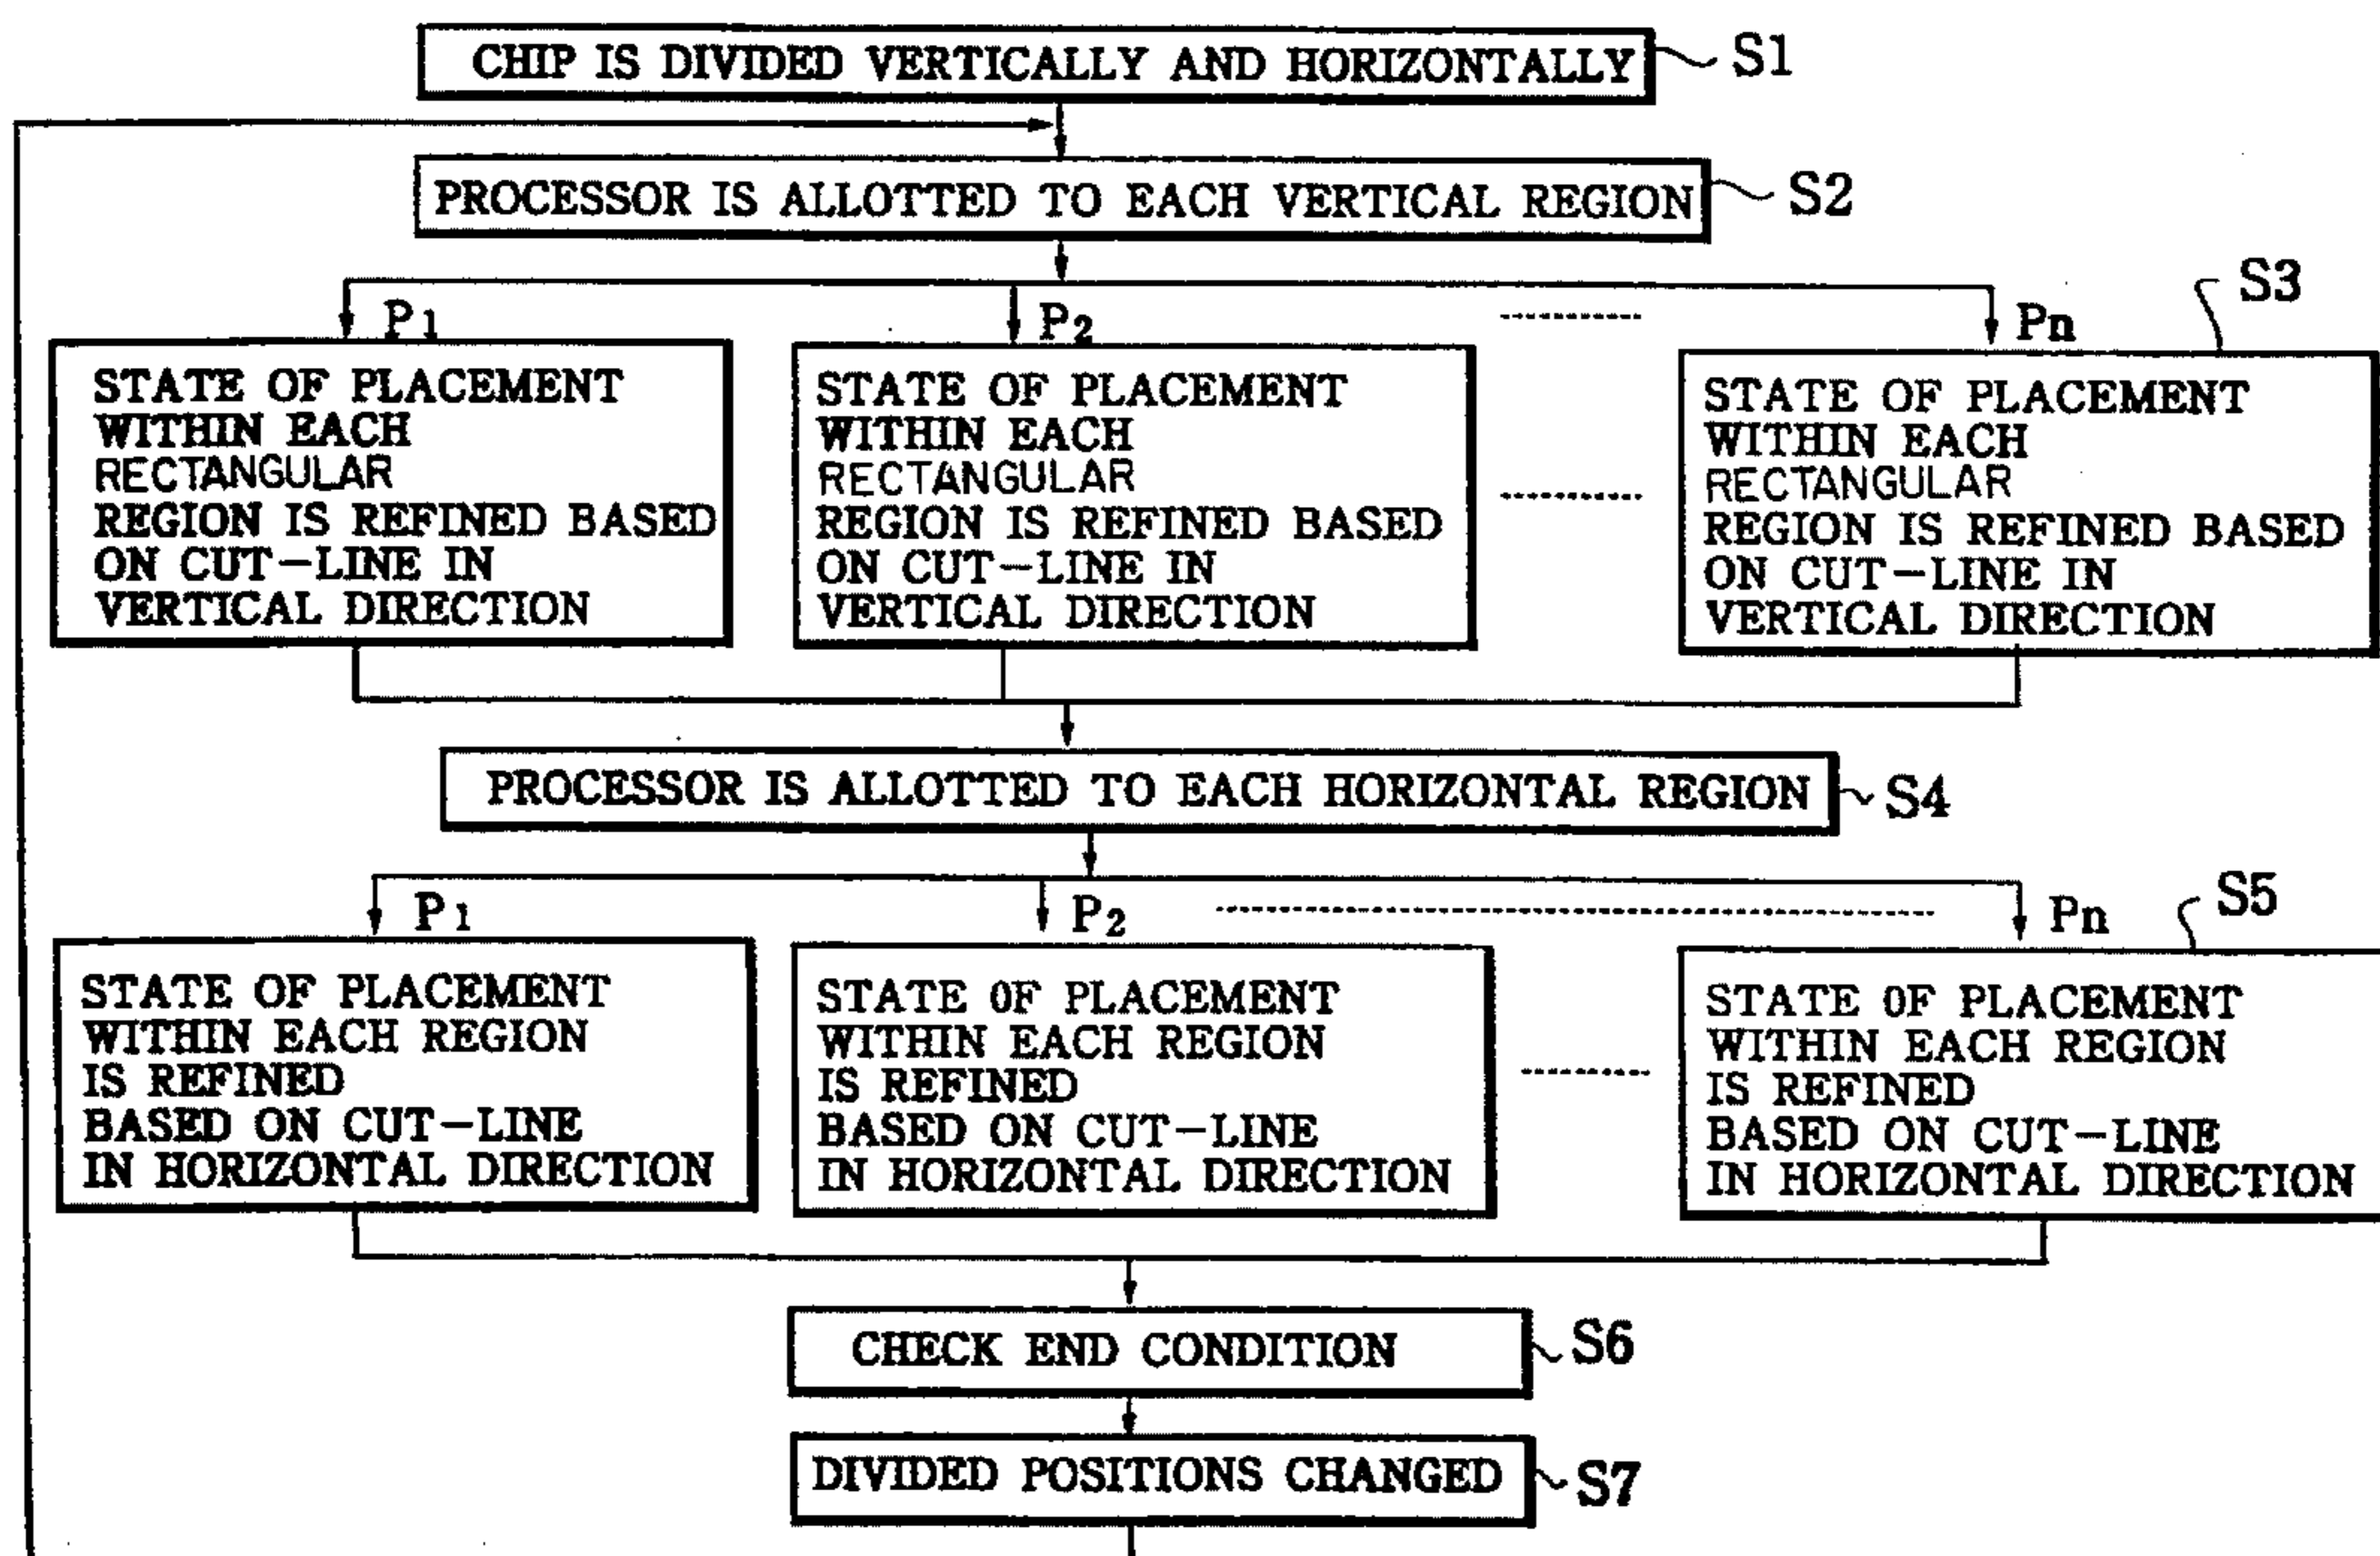 CHIP IS DIVIDED VERTICALLY AND HORIZONTALLY
S1
PROCESSOR IS ALLOTTED TO EACH VERTICAL REGION
S2
S3
P1
P2
Pn
STATE OF PLACEMENT
WITHIN EACH
RECTANGULAR
REGION IS REFINED BASED
ON CUT-LINE IN
VERTICAL DIRECTION
STATE OF PLACEMENT
WITHIN EACH
RECTANGULAR
REGION IS REFINED BASED
ON CUT-LINE IN
VERTICAL DIRECTION
STATE OF PLACEMENT
WITHIN EACH
RECTANGULAR
REGION IS REFINED BASED
ON CUT-LINE IN
VERTICAL DIRECTION
PROCESSOR IS ALLOTTED TO EACH HORIZONTAL REGION
S4
S5
P1
P2
Pn
STATE OF PLACEMENT
WITHIN EACH REGION
IS REFINED
BASED ON CUT-LINE
IN HORIZONTAL DIRECTION
STATE OF PLACEMENT
WITHIN EACH REGION
IS REFINED
BASED ON CUT-LINE
IN HORIZONTAL DIRECTION
STATE OF PLACEMENT
WITHIN EACH REGION
IS REFINED
BASED ON CUT-LINE
IN HORIZONTAL DIRECTION
CHECK END CONDITION
S6
DIVIDED POSITIONS CHANGED
S7